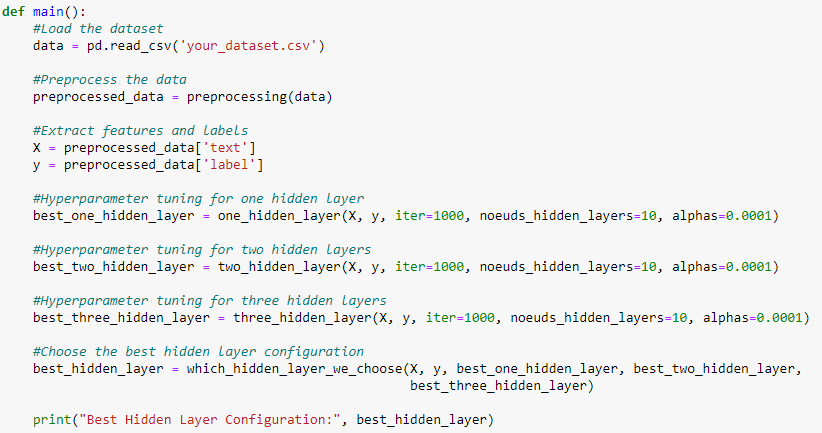 def main():
    #Load the dataset
    data = pd.read_csv('your_dataset.csv')

    #Preprocess the data
    preprocessed_data = preprocessing(data)

    #Extract features and labels
    X = preprocessed_data['text']
    y = preprocessed_data['label']

    #Hyperparameter tuning for one hidden layer
    best_one_hidden_layer = one_hidden_layer(X, y, iter=1000, noeuds_hidden_layers=10, alphas=0.0001)

    #Hyperparameter tuning for two hidden layers
    best_two_hidden_layer = two_hidden_layer(X, y, iter=1000, noeuds_hidden_layers=10, alphas=0.0001)

    #Hyperparameter tuning for three hidden layers
    best_three_hidden_layer = three_hidden_layer(X, y, iter=1000, noeuds_hidden_layers=10, alphas=0.0001)

    #Choose the best hidden layer configuration
    best_hidden_layer = which_hidden_layer_we_choose(X, y, best_one_hidden_layer, best_two_hidden_layer,
                                                     best_three_hidden_layer)

    print("Best Hidden Layer Configuration:", best_hidden_layer)